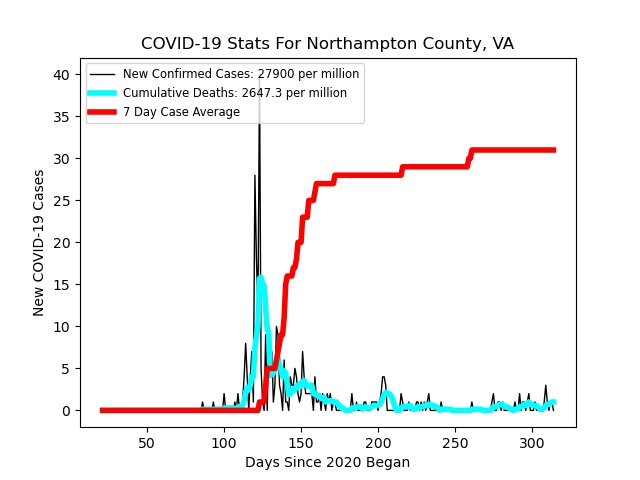 COVID-19 Stats For Northampton County, VA
New Confirmed Cases: 27900 per million
Cumulative Deaths: 2647.3 per million
7 Day Case Average
New COVID-19 Cases
40
35
30
25
20
15
10
5
0
50 100 150 200 250 300
Days Since 2020 Began